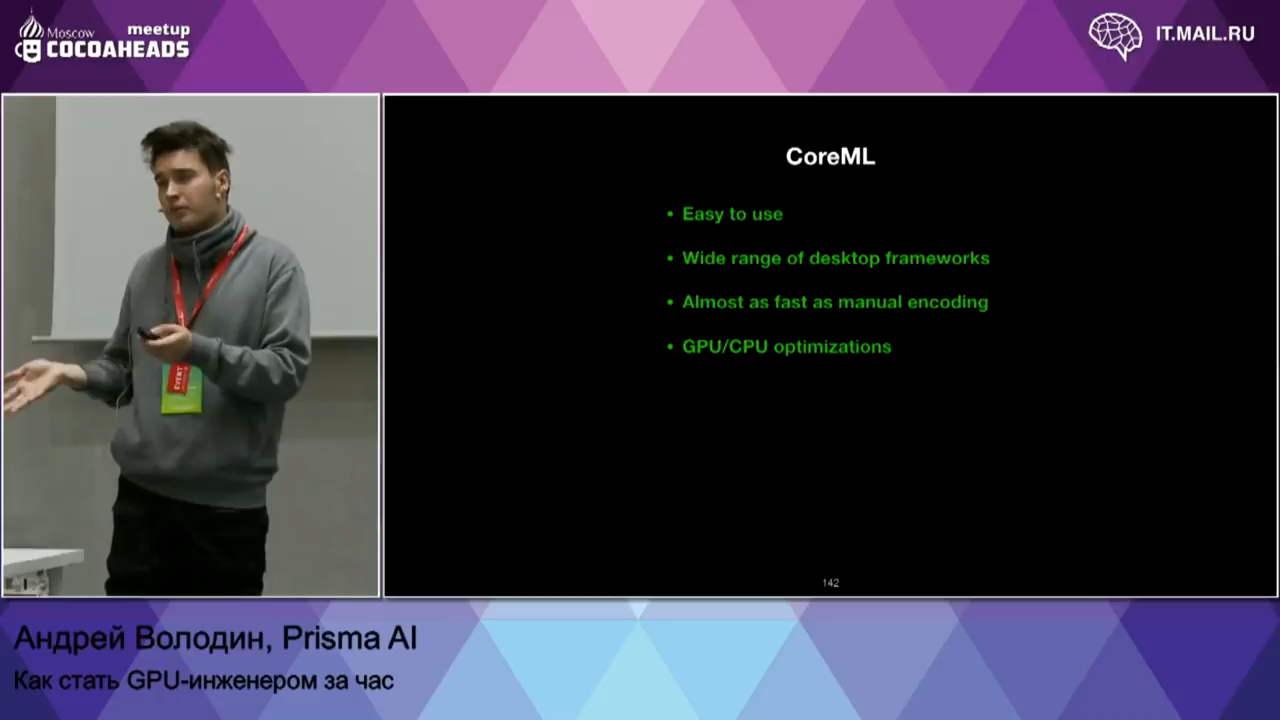 Moscow meetup
COCOAHEADS
IT.MAIL.RU
CoreML
• Easy to use
• Wide range of desktop frameworks
• Almost as fast as manual encoding
• GPU/CPU optimizations
142
EVENT
Андрей Володин, Prisma AI
Как стать GPU-инженером за час